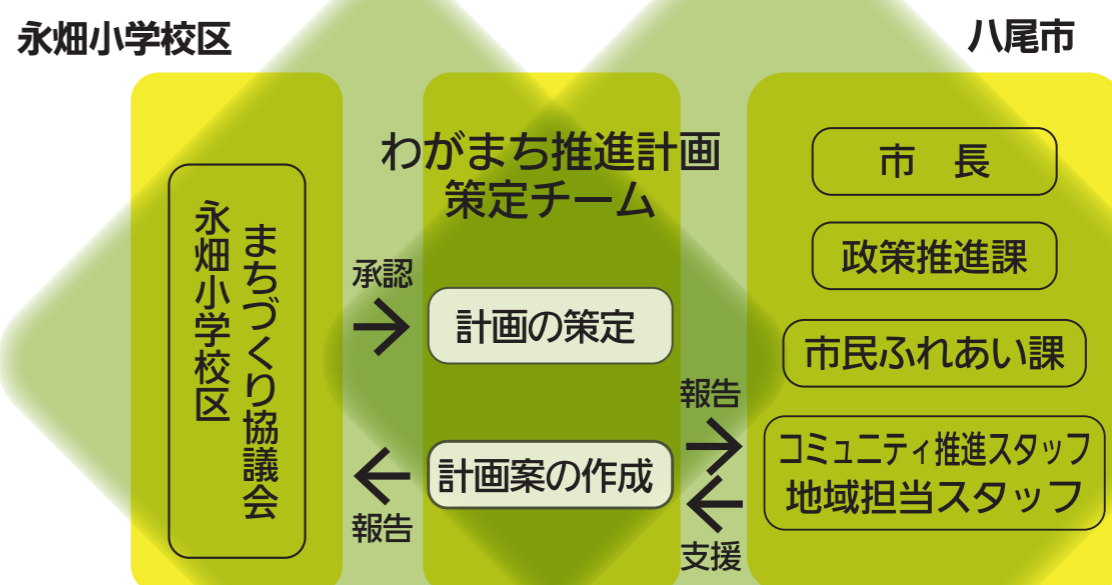 永畑小学校区
八尾市
永畑小学校区
まちづくり協議会
わがまち推進計画
策定チーム
承認
計画の策定
計画案の作成
報告
報告
支援
市　長
政策推進課
市民ふれあい課
コミュニティ推進スタッフ
地域担当スタッフ